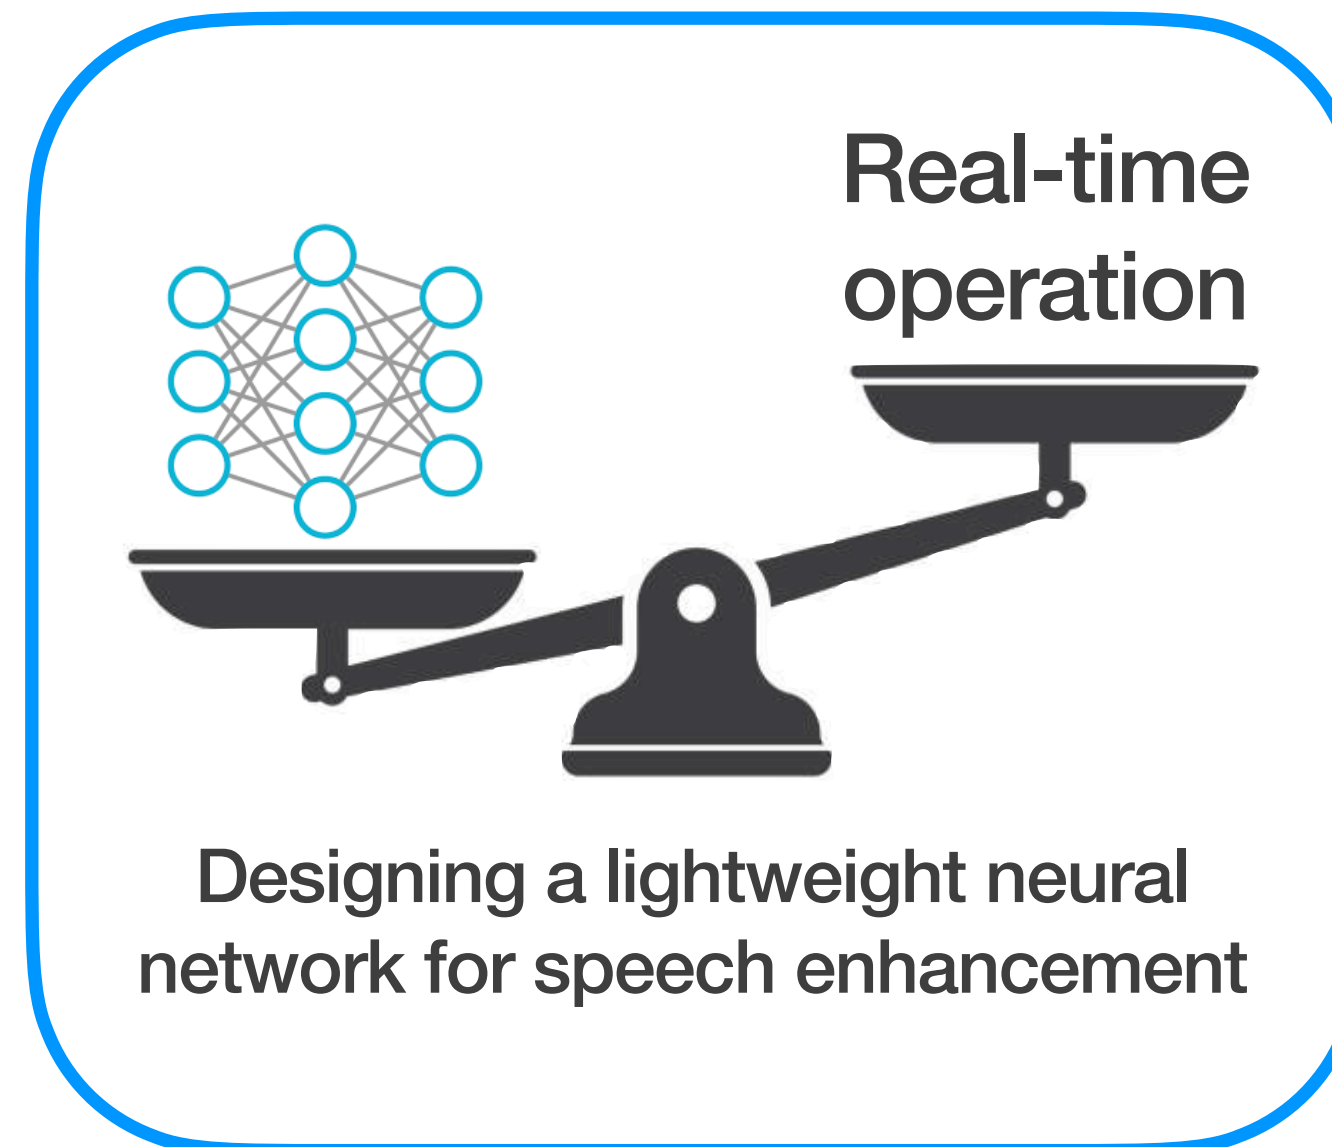 Real-time
operation
Designing a lightweight neural
network for speech enhancement